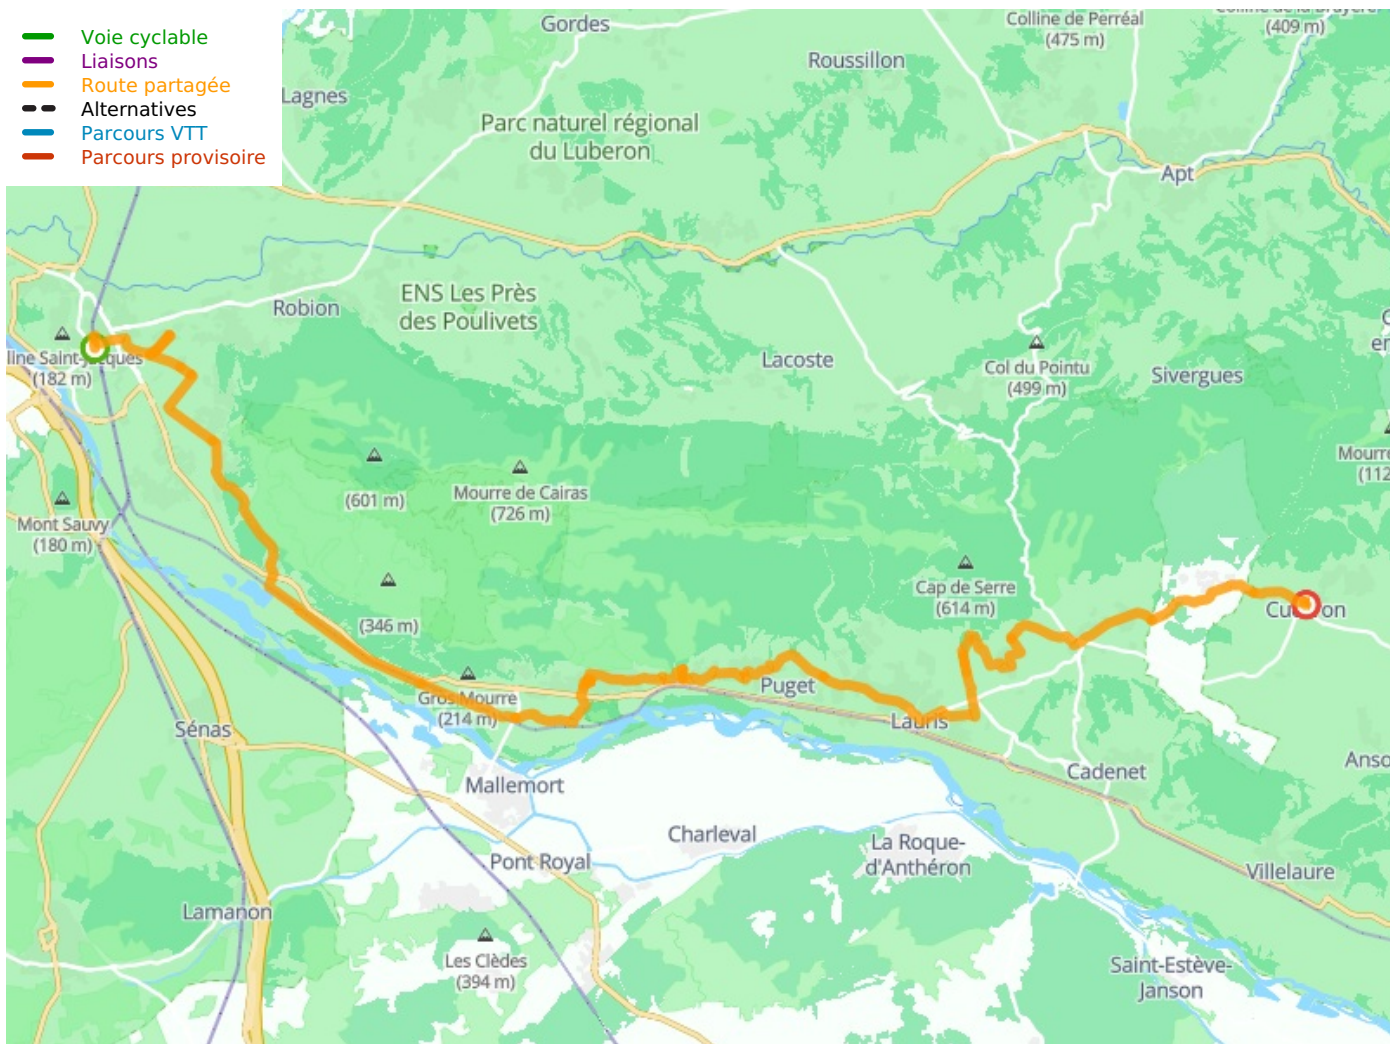 Voie cyclable
Liaisons
Route partagée
Alternatives
Parcours VTT
Parcours provisoire
Gordes
Colline de Perréal
(475 m)
(409 m)
Roussillon
Lagnes
Parc naturel régional
du Luberon
Apt
ENS Les Près
des Poulivets
Robion
Lacoste
Col du Pointu
(499 m)
Sivergues
(182 m)
(601 m)
Mourre de Cairas
(726 m)
Mourre
(112
Mont Sauvy
(180 m)
Cap de Serre
(614 m)
(346 m)
Gros Mourre
(214 m)
Puget
Lauris
Sénas
Mallemort
Cadenet
Anso
Charleval
La Roque-
d'Anthéron
Pont Royal
Villelaure
Lamanon
Les Clèdes
(394 m)
Saint-Estève-
Janson